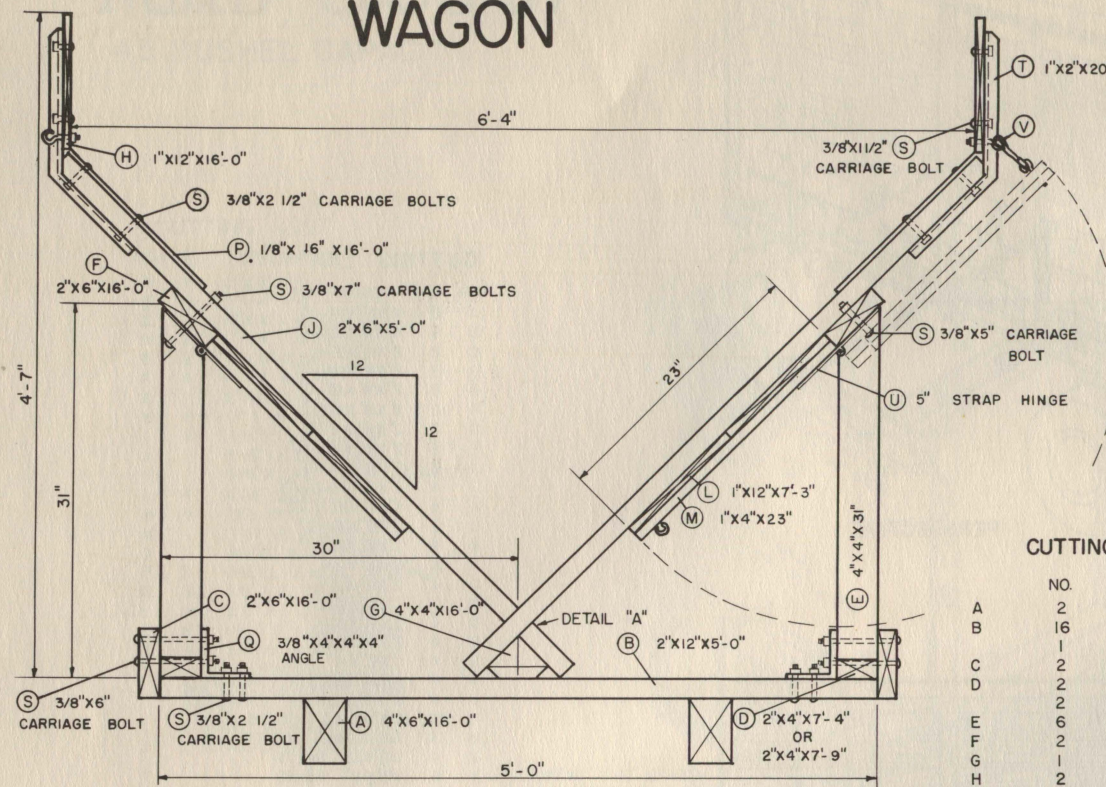 WAGON
6'-4"
T 1"X2"X20
V
3/8"X1 1/2" S
CARRIAGE BOLT
H 1"X12"X16'-0"
S 3/8"X2 1/2" CARRIAGE BOLTS
P 1/8"X 16" X16'-0"
F
2"X6"X16'-0"
S 3/8"X7" CARRIAGE BOLTS
J 2"X6"X5'-0"
S 3/8"X5" CARRIAGE
BOLT
U 5" STRAP HINGE
12
12
23"
4'-7"
31"
L 1"X12"X7'-3"
M 1"X4"X23"
30"
E 4"X4"X31"
C 2"X6"X16'-0"
G 4"X4"X16'-0"
DETAIL "A"
B 2"X12"X5'-0"
Q 3/8"X4"X4"X4"
ANGLE
S 3/8"X6"
CARRIAGE BOLT
S 3/8"X2 1/2"
CARRIAGE BOLT
A 4"X6"X16'-0"
D 2"X4"X7'-4"
OR
2"X4"X7'-9"
5'-0"
CUTTING
NO.
A 2
B 16
1
C 2
D 2
2
E 6
F 2
G 1
H 2